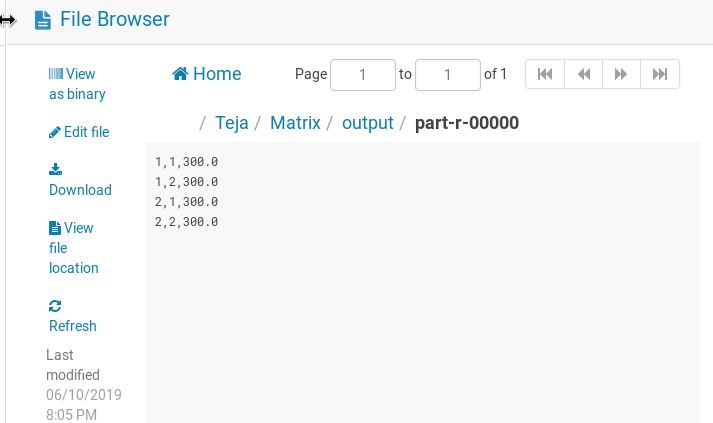 File Browser
View
as binary
Edit file
Download
View
file
location
Refresh
Last
modified
06/10/2019
8:05 PM
Home
Page 1 to 1 of 1
/ Teja / Matrix / output / part-r-00000
1,1,300.0
1,2,300.0
2,1,300.0
2,2,300.0